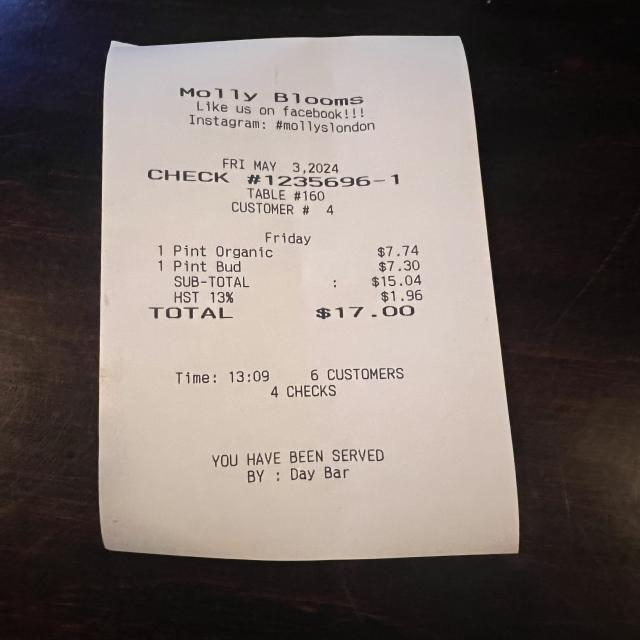 Molly Blooms
Like us on facebook!!!
Instagram: #mollyslondon
FRI MAY 3,2024
CHECK #1235696-1
TABLE #160
CUSTOMER # 4
Friday
1 Pint Organic $7.74
1 Pint Bud $7.30
SUB-TOTAL : $15.04
HST 13% $1.96
TOTAL $17.00
Time: 13:09 6 CUSTOMERS
4 CHECKS
YOU HAVE BEEN SERVED
BY : Day Bar